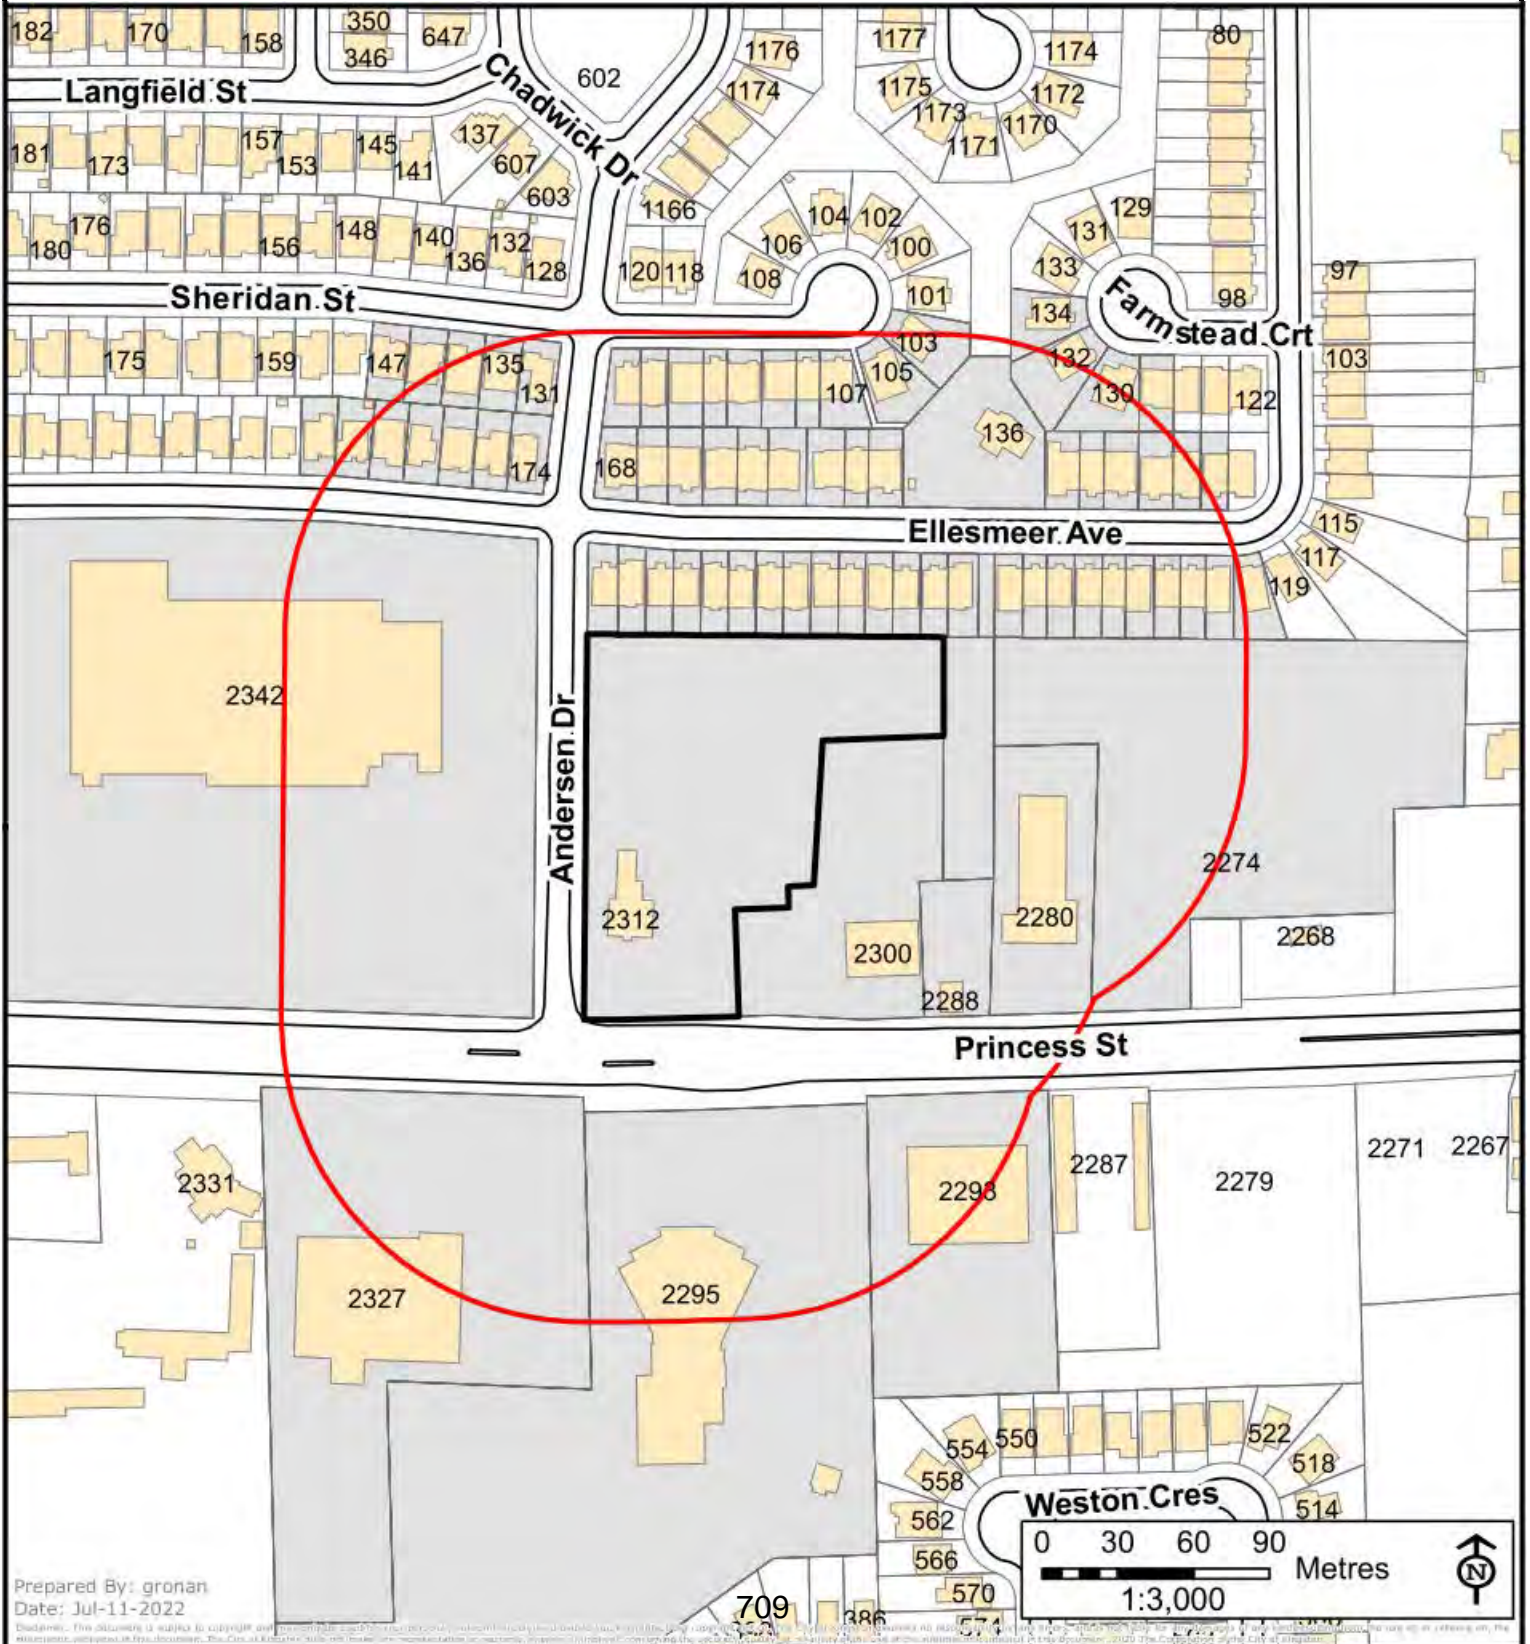 182 170 158 350 647 1177 1174 80
346 602 1176
Langfield St Chadwick Dr 1174 1175 1172
1173 1170
181 173 157 153 145 141 137 607 603 1171
1166 104 102 131 129
180 176 156 148 140 136 132 128 120 118 106 108 100 133
101 134 98 97
Sheridan St Farmstead Crt
175 159 147 135 131 107 105 103 132 130 122 103
174 168 136
Ellesmeer Ave 115
117
119
2342
Andersen Dr
2274
2312 2280 2268
2300
2288
Princess St
2271 2267
2331 2293 2287 2279
2327 2295
554 550 522
558 518
Weston Cres
562 514
566
570
574
386
0 30 60 90
Metres
1:3,000
N
Prepared By: gronan
Date: Jul-11-2022
709